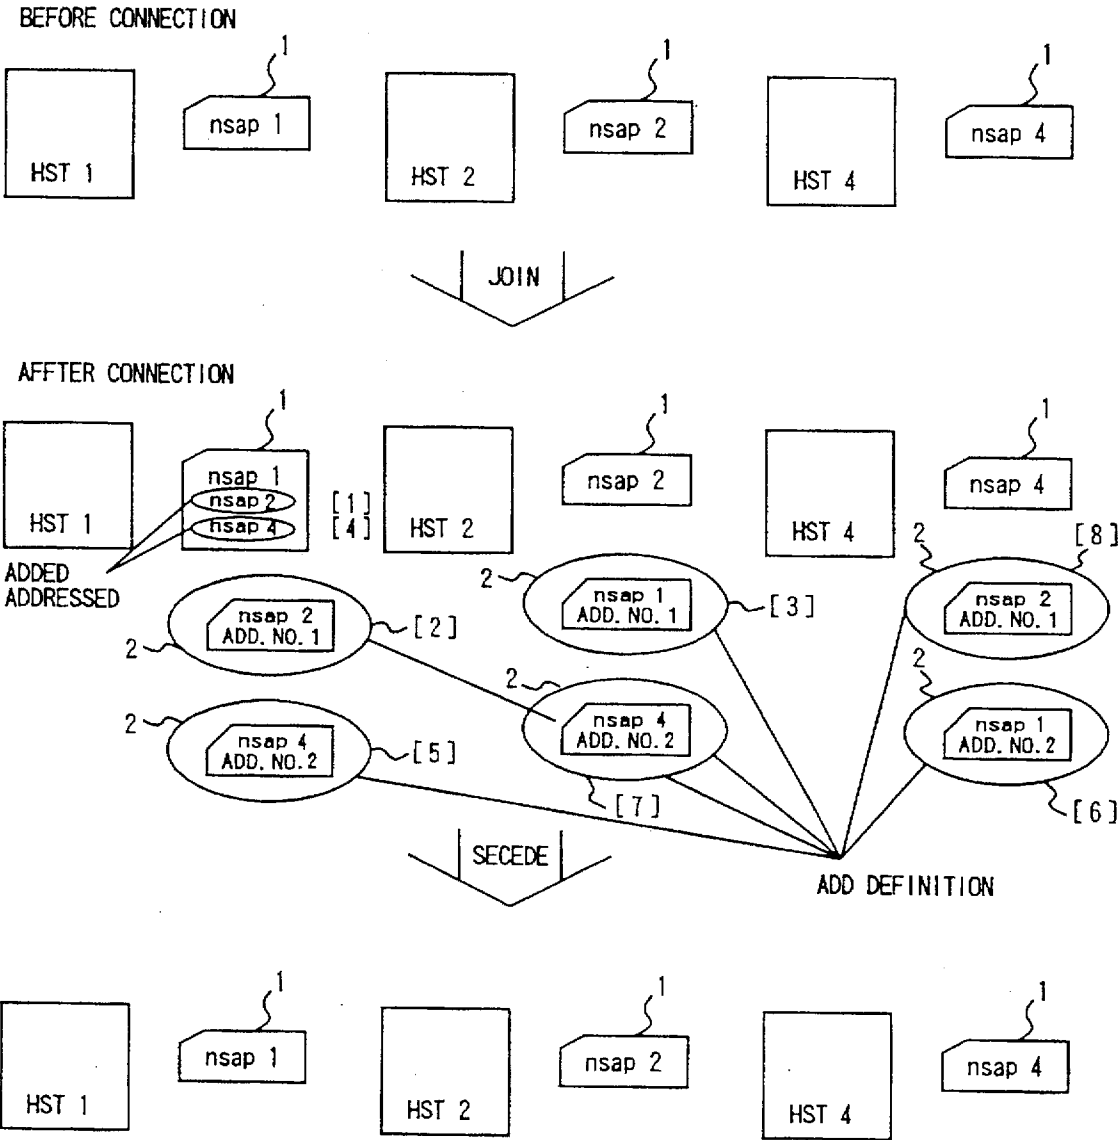 BEFORE CONNECTION
1
1
1
nsap 1
nsap 2
nsap 4
HST 1
HST 2
HST 4
JOIN
AFFTER CONNECTION
1
1
1
nsap 1
nsap 2
nsap 4
[1]
[4]
nsap 2
nsap 4
HST 1
HST 2
HST 4
ADDED
ADDRESSED
2
nsap 2
ADD. NO. 1
[2]
2
nsap 1
ADD. NO. 1
[3]
2
nsap 2
ADD. NO. 1
[8]
2
nsap 4
ADD. NO. 2
[5]
2
nsap 4
ADD. NO. 2
[7]
2
nsap 1
ADD. NO. 2
[6]
SECEDE
ADD DEFINITION
1
1
1
nsap 1
nsap 2
nsap 4
HST 1
HST 2
HST 4